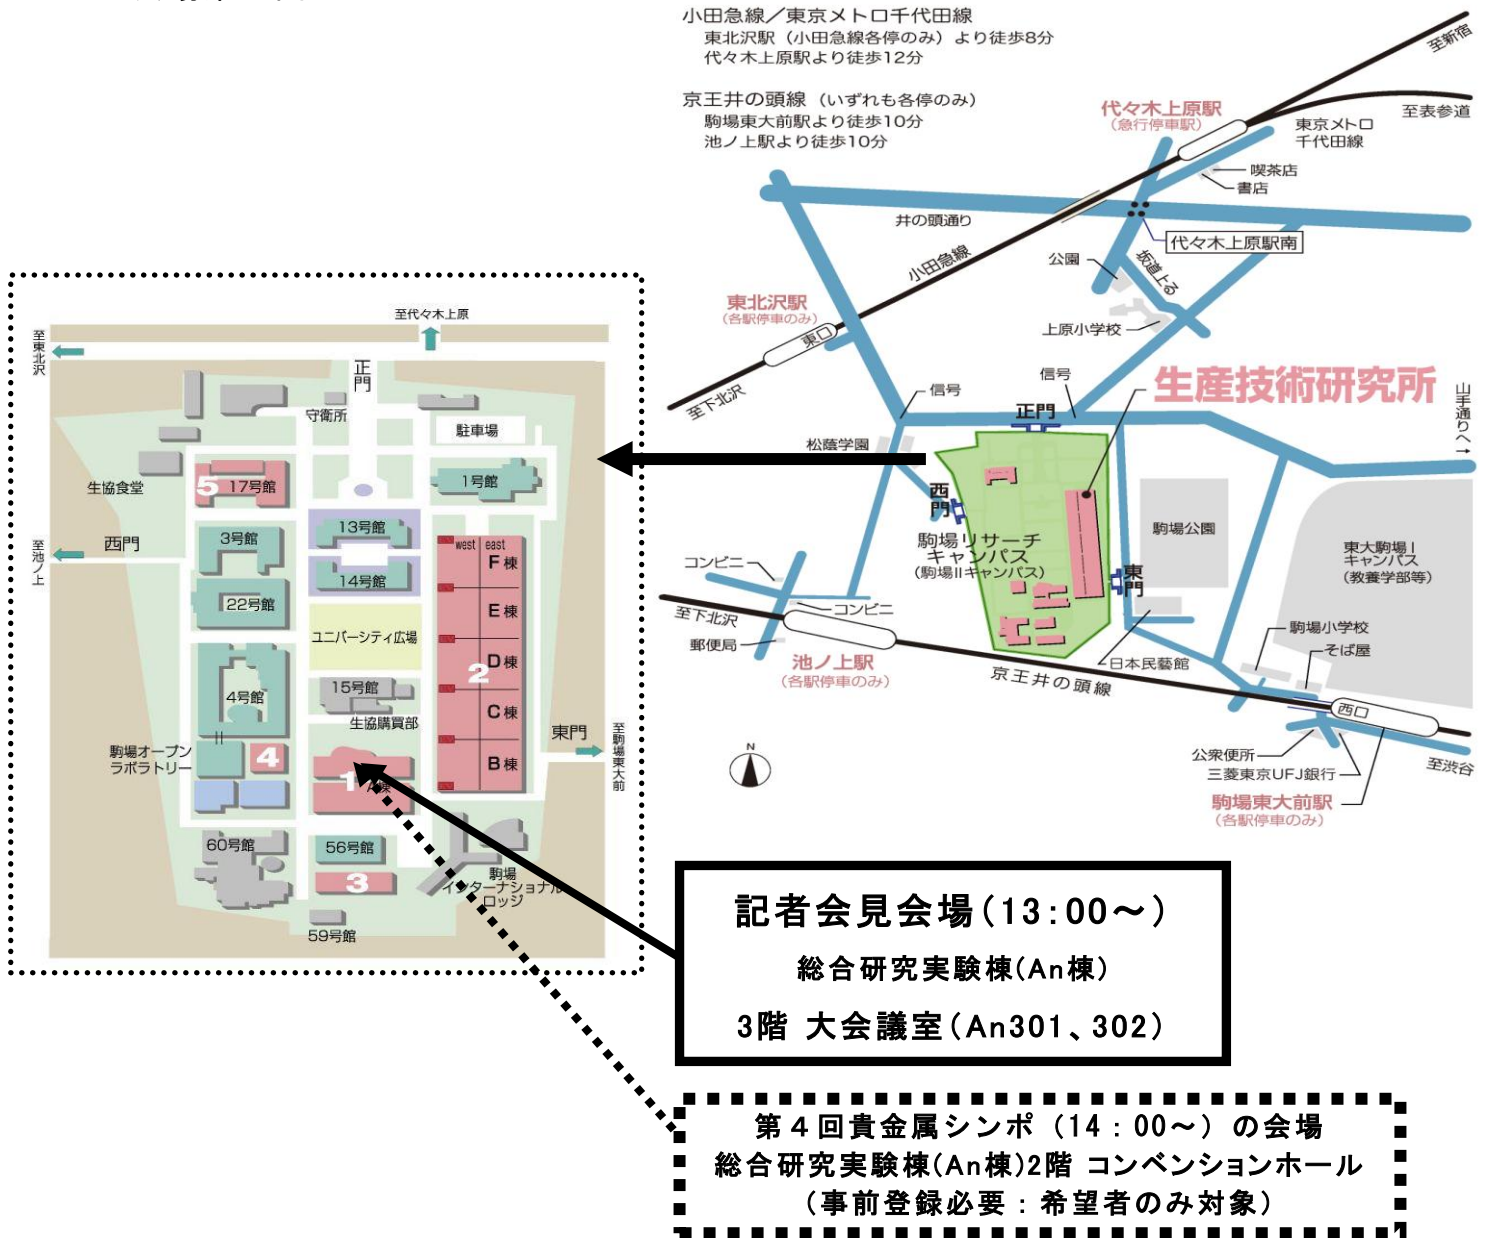 小田急線／東京メトロ千代田線
東北沢駅（小田急線各停のみ）より徒歩8分
代々木上原駅より徒歩12分
京王井の頭線（いずれも各停のみ）
駒場東大前駅より徒歩10分
池ノ上駅より徒歩10分
至新宿
代々木上原駅
（急行停車駅）
至表参道
東京メトロ
千代田線
喫茶店
書店
井の頭通り
代々木上原駅南
小田急線
公園
坂道上る
東北沢駅
（各駅停車のみ）
東口
上原小学校
至下北沢
信号
信号
生産技術研究所
山手通りへ→
正門
松蔭学園
西門
駒場リサーチ
キャンパス
（駒場IIキャンパス）
駒場公園
東大駒場I
キャンパス
（教養学部等）
東門
コンビニ
コンビニ
至下北沢
郵便局
池ノ上駅
（各駅停車のみ）
京王井の頭線
日本民藝館
駒場小学校
そば屋
西口
公衆便所
三菱東京UFJ銀行
至渋谷
駒場東大前駅
（各駅停車のみ）
N
至代々木上原
至東北沢
正門
守衛所
駐車場
生協食堂
5 17号館
1号館
13号館
3号館
西門
至池ノ上
14号館
west east
F棟
22号館
E棟
ユニバーシティ広場
2
D棟
4号館
15号館
C棟
生協購買部
東門
至駒場東大前
駒場オープン
ラボラトリー
4
B棟
1
A棟
60号館
56号館
3
駒場
インターナショナル
ロッジ
59号館
記者会見会場(13:00～)
総合研究実験棟(An棟)
3階 大会議室(An301、302)
第４回貴金属シンポ（14：00～）の会場
総合研究実験棟(An棟)2階 コンベンションホール
（事前登録必要：希望者のみ対象）